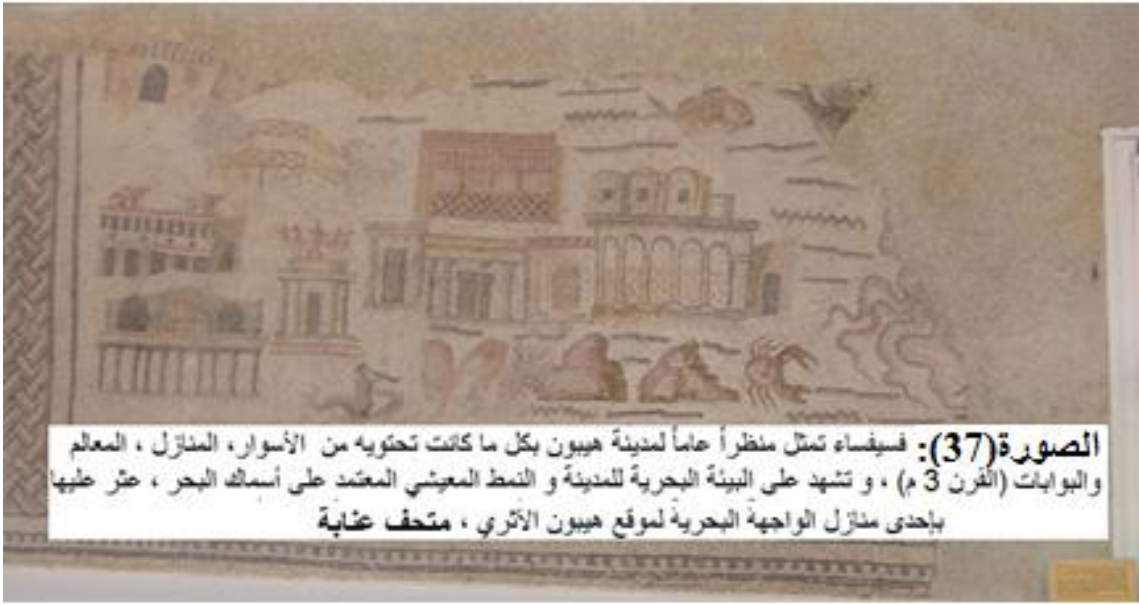 الصورة(37): فسيفساء تمثل منظراً عاماً لمدينة هيبون بكل ما كانت تحتويه من الأسوار، المنازل ، المعالم
والبوابات (القرن 3 م) ، و تشهد على البيئة البحرية للمدينة و النمط المعيشي المعتمد على أسماك البحر ، عثر عليها
بإحدى منازل الواجهة البحرية لموقع هيبون الأثري ، متحف عنابة